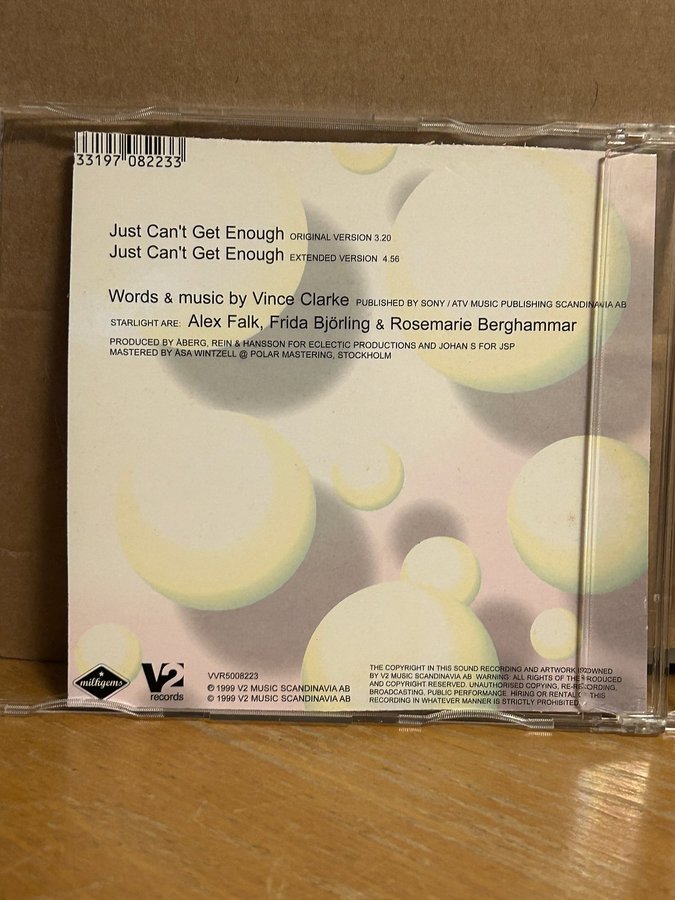 33197 082233
Just Can't Get Enough ORIGINAL VERSION 3.20
Just Can't Get Enough EXTENDED VERSION 4.56
Words & music by Vince Clarke PUBLISHED BY SONY / ATV MUSIC PUBLISHING SCANDINAVIA AB
STARLIGHT ARE: Alex Falk, Frida Björling & Rosemarie Berghammar
PRODUCED BY ÅBERG, REIN & HANSSON FOR ECLECTIC PRODUCTIONS AND JOHAN S FOR JSP
MASTERED BY ÅSA WINTZELL @ POLAR MASTERING, STOCKHOLM
milkgems
V2
records
VVR5008223
℗ 1999 V2 MUSIC SCANDINAVIA AB
© 1999 V2 MUSIC SCANDINAVIA AB
THE COPYRIGHT IN THIS SOUND RECORDING AND ARTWORK IS OWNED
BY V2 MUSIC SCANDINAVIA AB. WARNING: ALL RIGHTS OF THE PRODUCED
AND COPYRIGHT RESERVED. UNAUTHORISED COPYING, RE-RECORDING,
BROADCASTING, PUBLIC PERFORMANCE, HIRING OR RENTAL OF THIS
RECORDING IN WHATEVER MANNER IS STRICTLY PROHIBITED